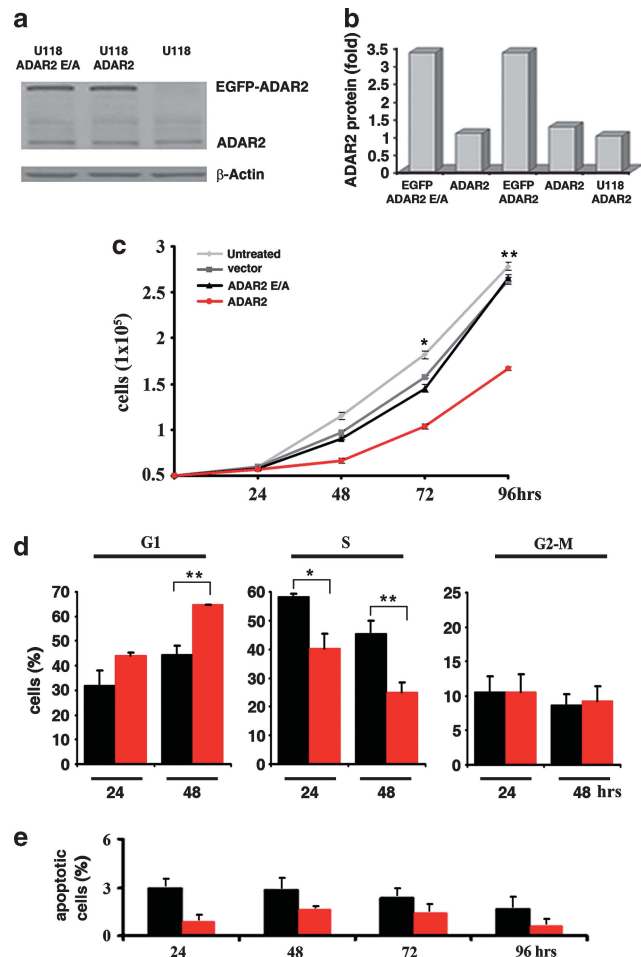 a
U118
ADAR2 E/A
U118
ADAR2
U118
EGFP-ADAR2
ADAR2
β-Actin
b
ADAR2 protein (fold)
3.5
3
2.5
2
1.5
1
0.5
0
EGFP
ADAR2 E/A
ADAR2
EGFP
ADAR2
ADAR2
U118
ADAR2
c
cells (1x10⁵)
3
2.5
2
1.5
1
0.5
Untreated
vector
ADAR2 E/A
ADAR2
*
**
24
48
72
96hrs
d
G1
S
G2-M
cells (%)
70
60
50
40
30
20
10
0
**
24
48
60
50
40
30
20
10
0
*
**
24
48
25
20
15
10
5
0
24
48 hrs
e
apoptotic
cells (%)
6
3
0
24
48
72
96 hrs